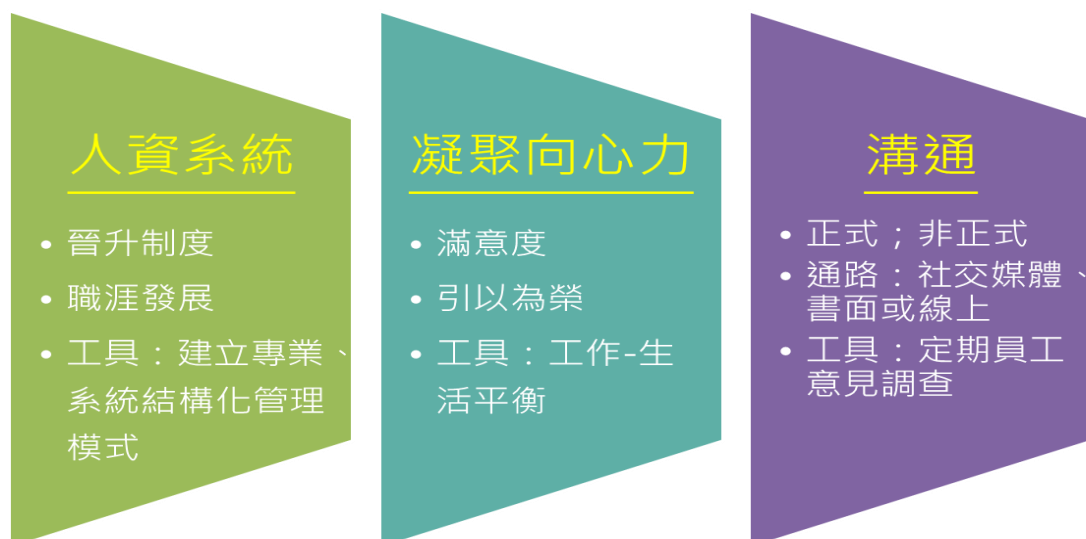 人資系統
• 晉升制度
• 職涯發展
• 工具：建立專業、
系統結構化管理
模式
凝聚向心力
• 滿意度
• 引以為榮
• 工具：工作-生
活平衡
溝通
• 正式；非正式
• 通路：社交媒體、
書面或線上
• 工具：定期員工
意見調查